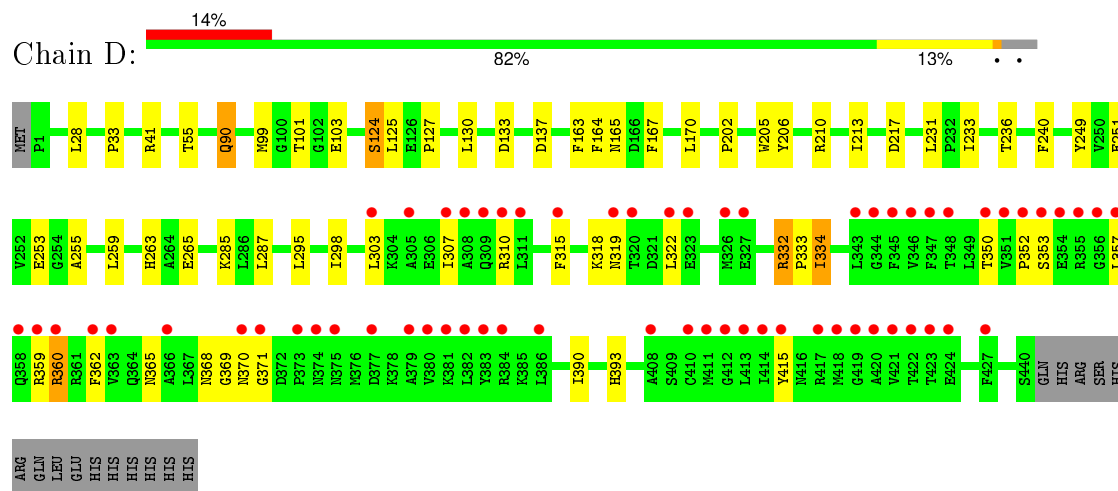 14%
Chain D:
82% 13% • •
MET P1 L28 P33 R41 T55 Q90 M99 G100 T101 G102 E103 S124 L125 E126 P127 L130 D133 D137 F163 F164 N165 D166 F167 L170 P202 W205 Y206 R210 I213 D217 L231 P232 I233 T236 F240 Y249 V250
V252 E253 G254 A255 L259 H263 A264 E265 K285 L286 L287 L295 I298 L303 K304 A305 E306 I307 A308 Q309 R310 L311 F315 K318 N319 T320 D321 L322 E323 M326 E327 R332 P333 I334 L343 G344 F345 V346 F347 T348 L349 T350 V351 P352 S353 E354 R355 G356 L357
Q358 R359 R360 R361 F362 V363 Q364 N365 A366 L367 N368 G369 N370 G371 D372 P373 N374 N375 M376 D377 K378 A379 V380 K381 L382 Y383 R384 K385 L386 I390 H393 A408 S409 C410 M411 G412 L413 I414 Y415 N416 R417 M418 G419 A420 V421 T422 T423 E424 F427 S440 GLN HIS ARG SER HIS
ARG GLN LEU GLU HIS HIS HIS HIS HIS HIS